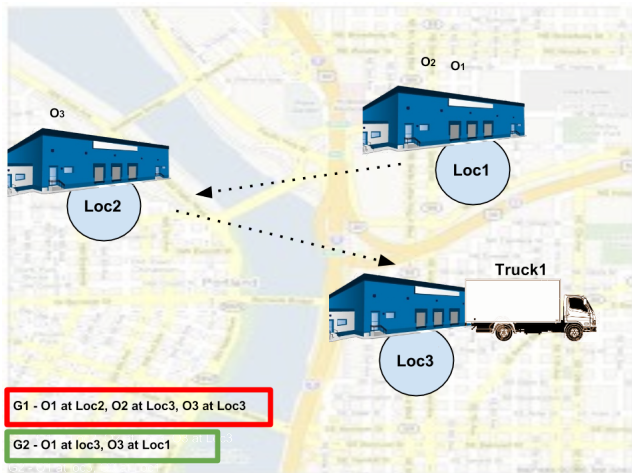 O2 O1
O3
Loc1
Loc2
Truck1
Loc3
G1 - O1 at Loc2, O2 at Loc3, O3 at Loc3
G2 - O1 at loc3, O3 at Loc1